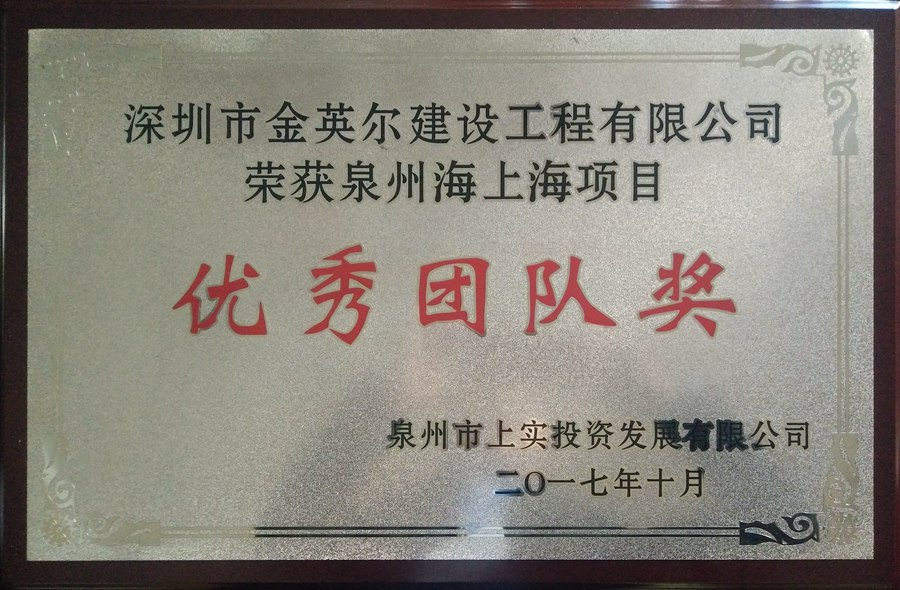 深圳市金英尔建设工程有限公司
荣获泉州海上海项目
优秀团队奖
泉州市上实投资发展有限公司
二〇一七年十月